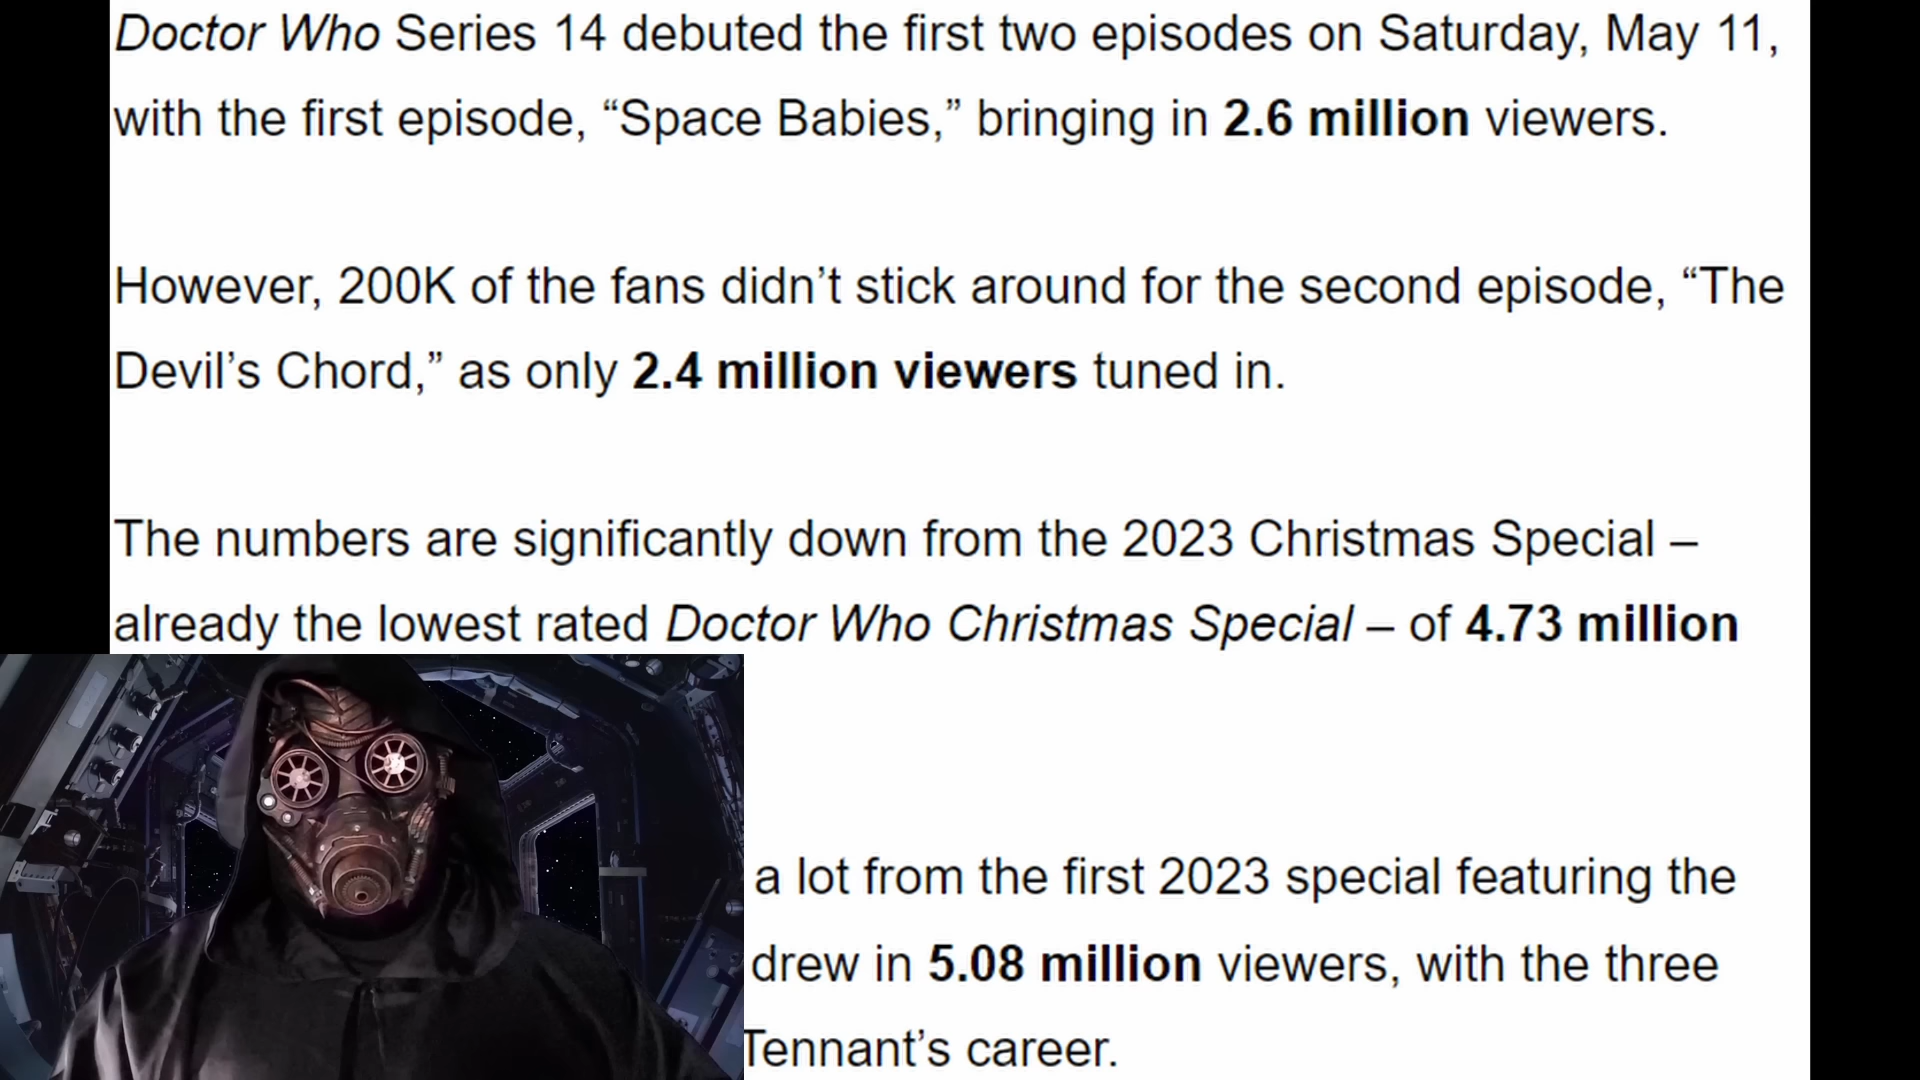 Doctor Who Series 14 debuted the first two episodes on Saturday, May 11,
with the first episode, “Space Babies,” bringing in 2.6 million viewers.
However, 200K of the fans didn’t stick around for the second episode, “The
Devil’s Chord,” as only 2.4 million viewers tuned in.
The numbers are significantly down from the 2023 Christmas Special –
already the lowest rated Doctor Who Christmas Special – of 4.73 million
a lot from the first 2023 special featuring the
drew in 5.08 million viewers, with the three
Tennant’s career.